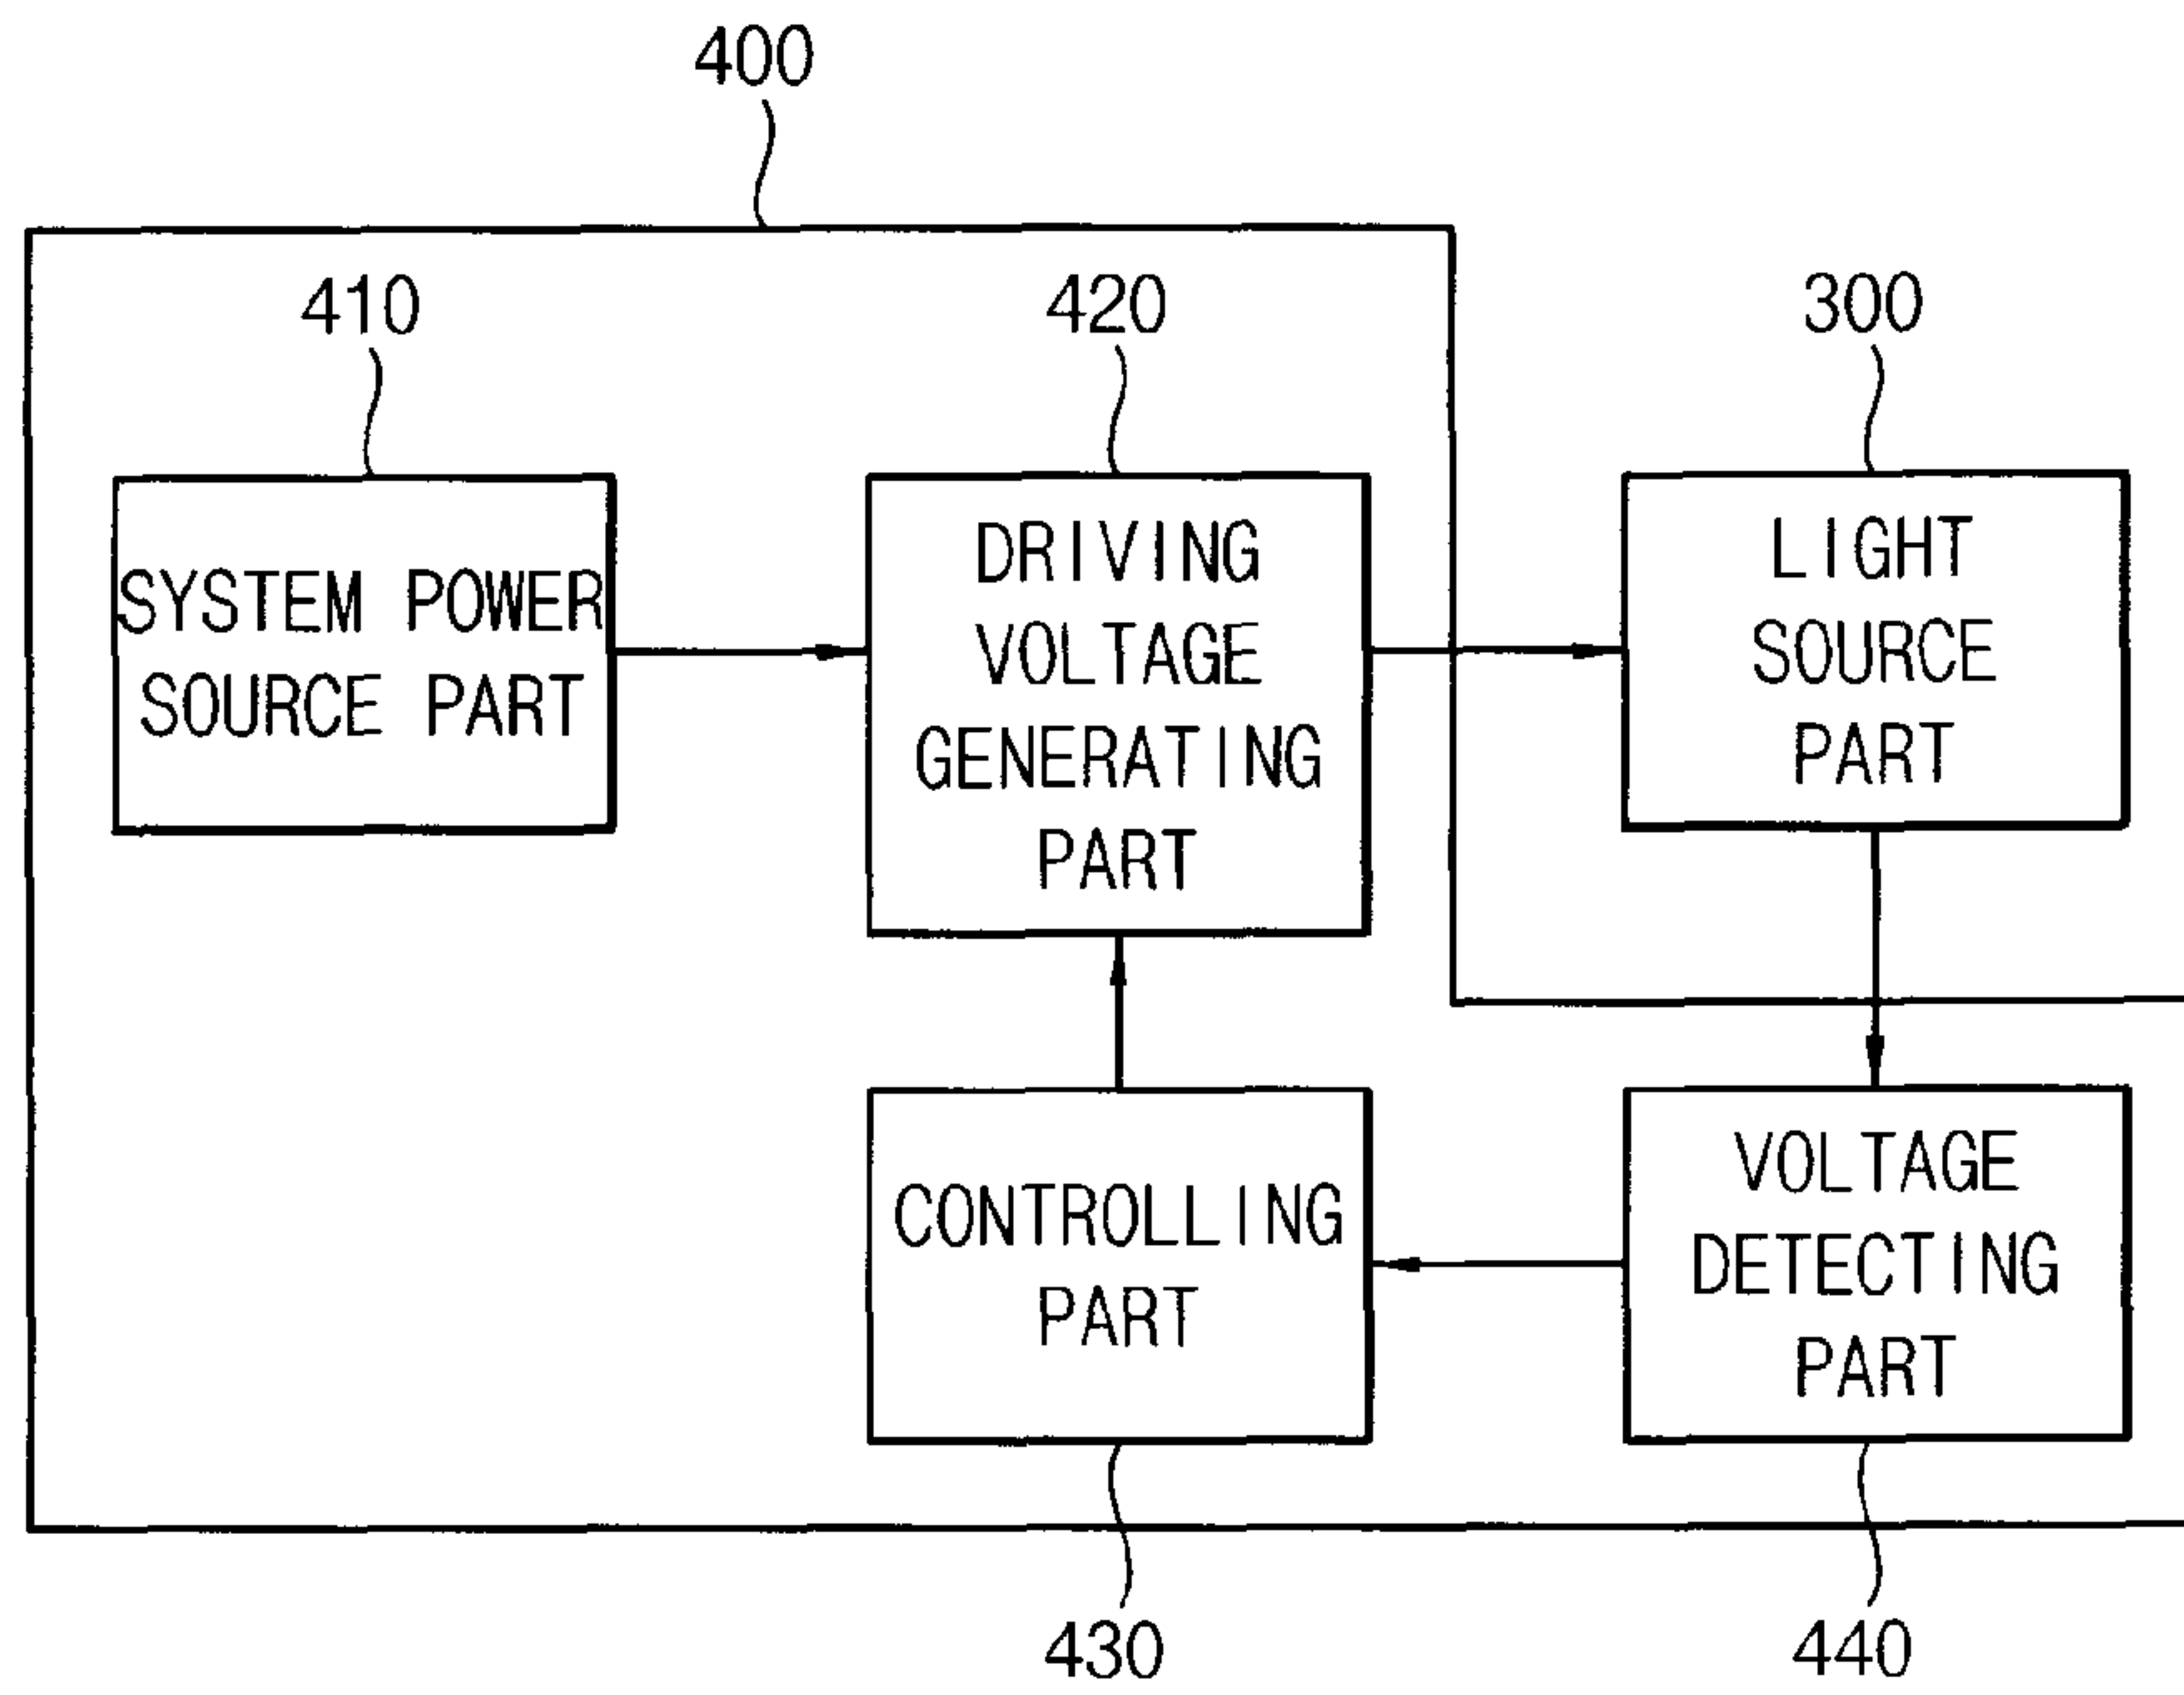 400
410
420
300
SYSTEM POWER
SOURCE PART
DRIVING
VOLTAGE
GENERATING
PART
LIGHT
SOURCE
PART
CONTROLLING
PART
VOLTAGE
DETECTING
PART
430
440